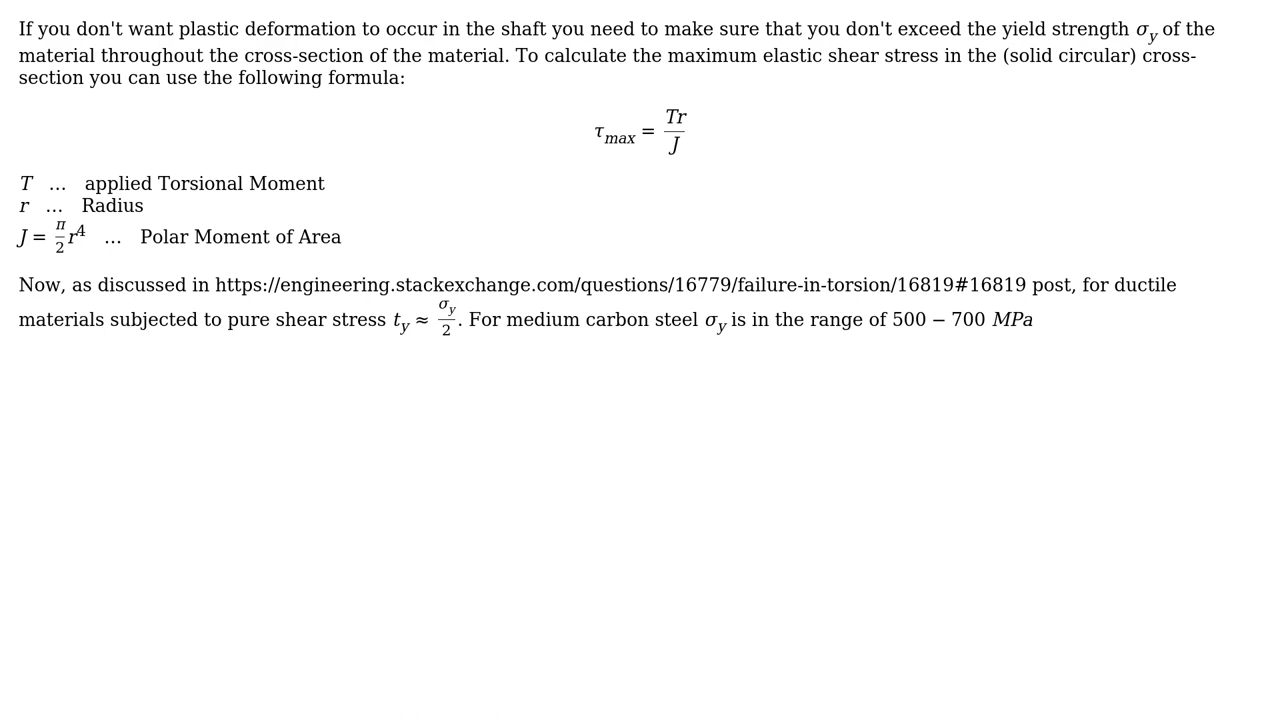 If you don't want plastic deformation to occur in the shaft you need to make sure that you don't exceed the yield strength σ_y of the
material throughout the cross-section of the material. To calculate the maximum elastic shear stress in the (solid circular) cross-
section you can use the following formula:
τ_max = Tr/J
T … applied Torsional Moment
r … Radius
J = π/2 r⁴ … Polar Moment of Area
Now, as discussed in https://engineering.stackexchange.com/questions/16779/failure-in-torsion/16819#16819 post, for ductile
materials subjected to pure shear stress t_y ≈ σ_y/2. For medium carbon steel σ_y is in the range of 500 − 700 MPa